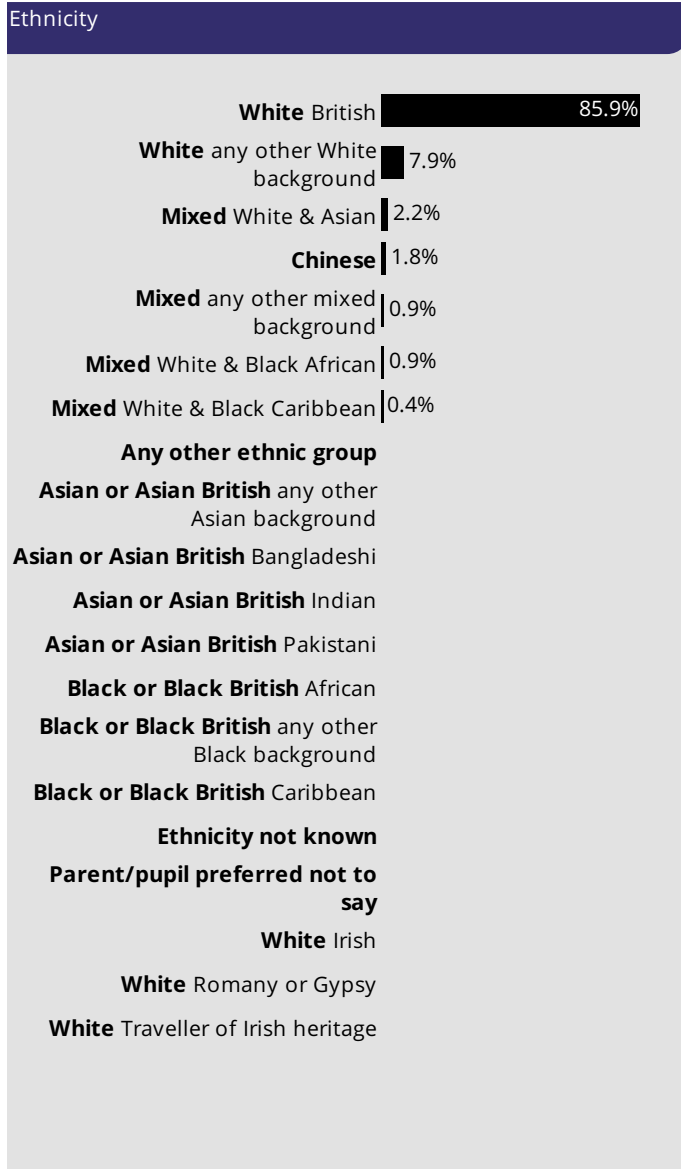 Ethnicity
White British 85.9%
White any other White
background 7.9%
Mixed White & Asian 2.2%
Chinese 1.8%
Mixed any other mixed
background 0.9%
Mixed White & Black African 0.9%
Mixed White & Black Caribbean 0.4%
Any other ethnic group
Asian or Asian British any other
Asian background
Asian or Asian British Bangladeshi
Asian or Asian British Indian
Asian or Asian British Pakistani
Black or Black British African
Black or Black British any other
Black background
Black or Black British Caribbean
Ethnicity not known
Parent/pupil preferred not to
say
White Irish
White Romany or Gypsy
White Traveller of Irish heritage